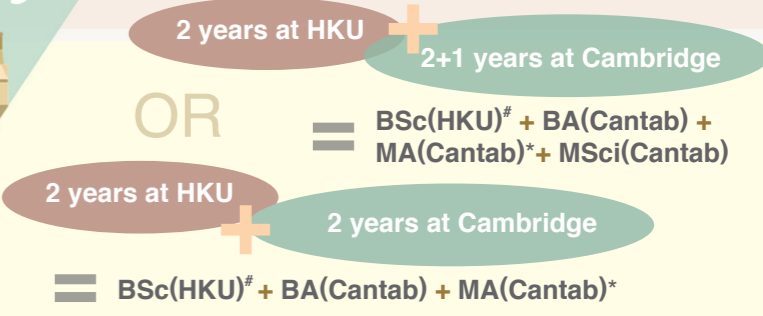 2 years at HKU
+
2+1 years at Cambridge
OR
= BSc(HKU)# + BA(Cantab) +
MA(Cantab)*+ MSci(Cantab)
2 years at HKU
+
2 years at Cambridge
= BSc(HKU)# + BA(Cantab) + MA(Cantab)*